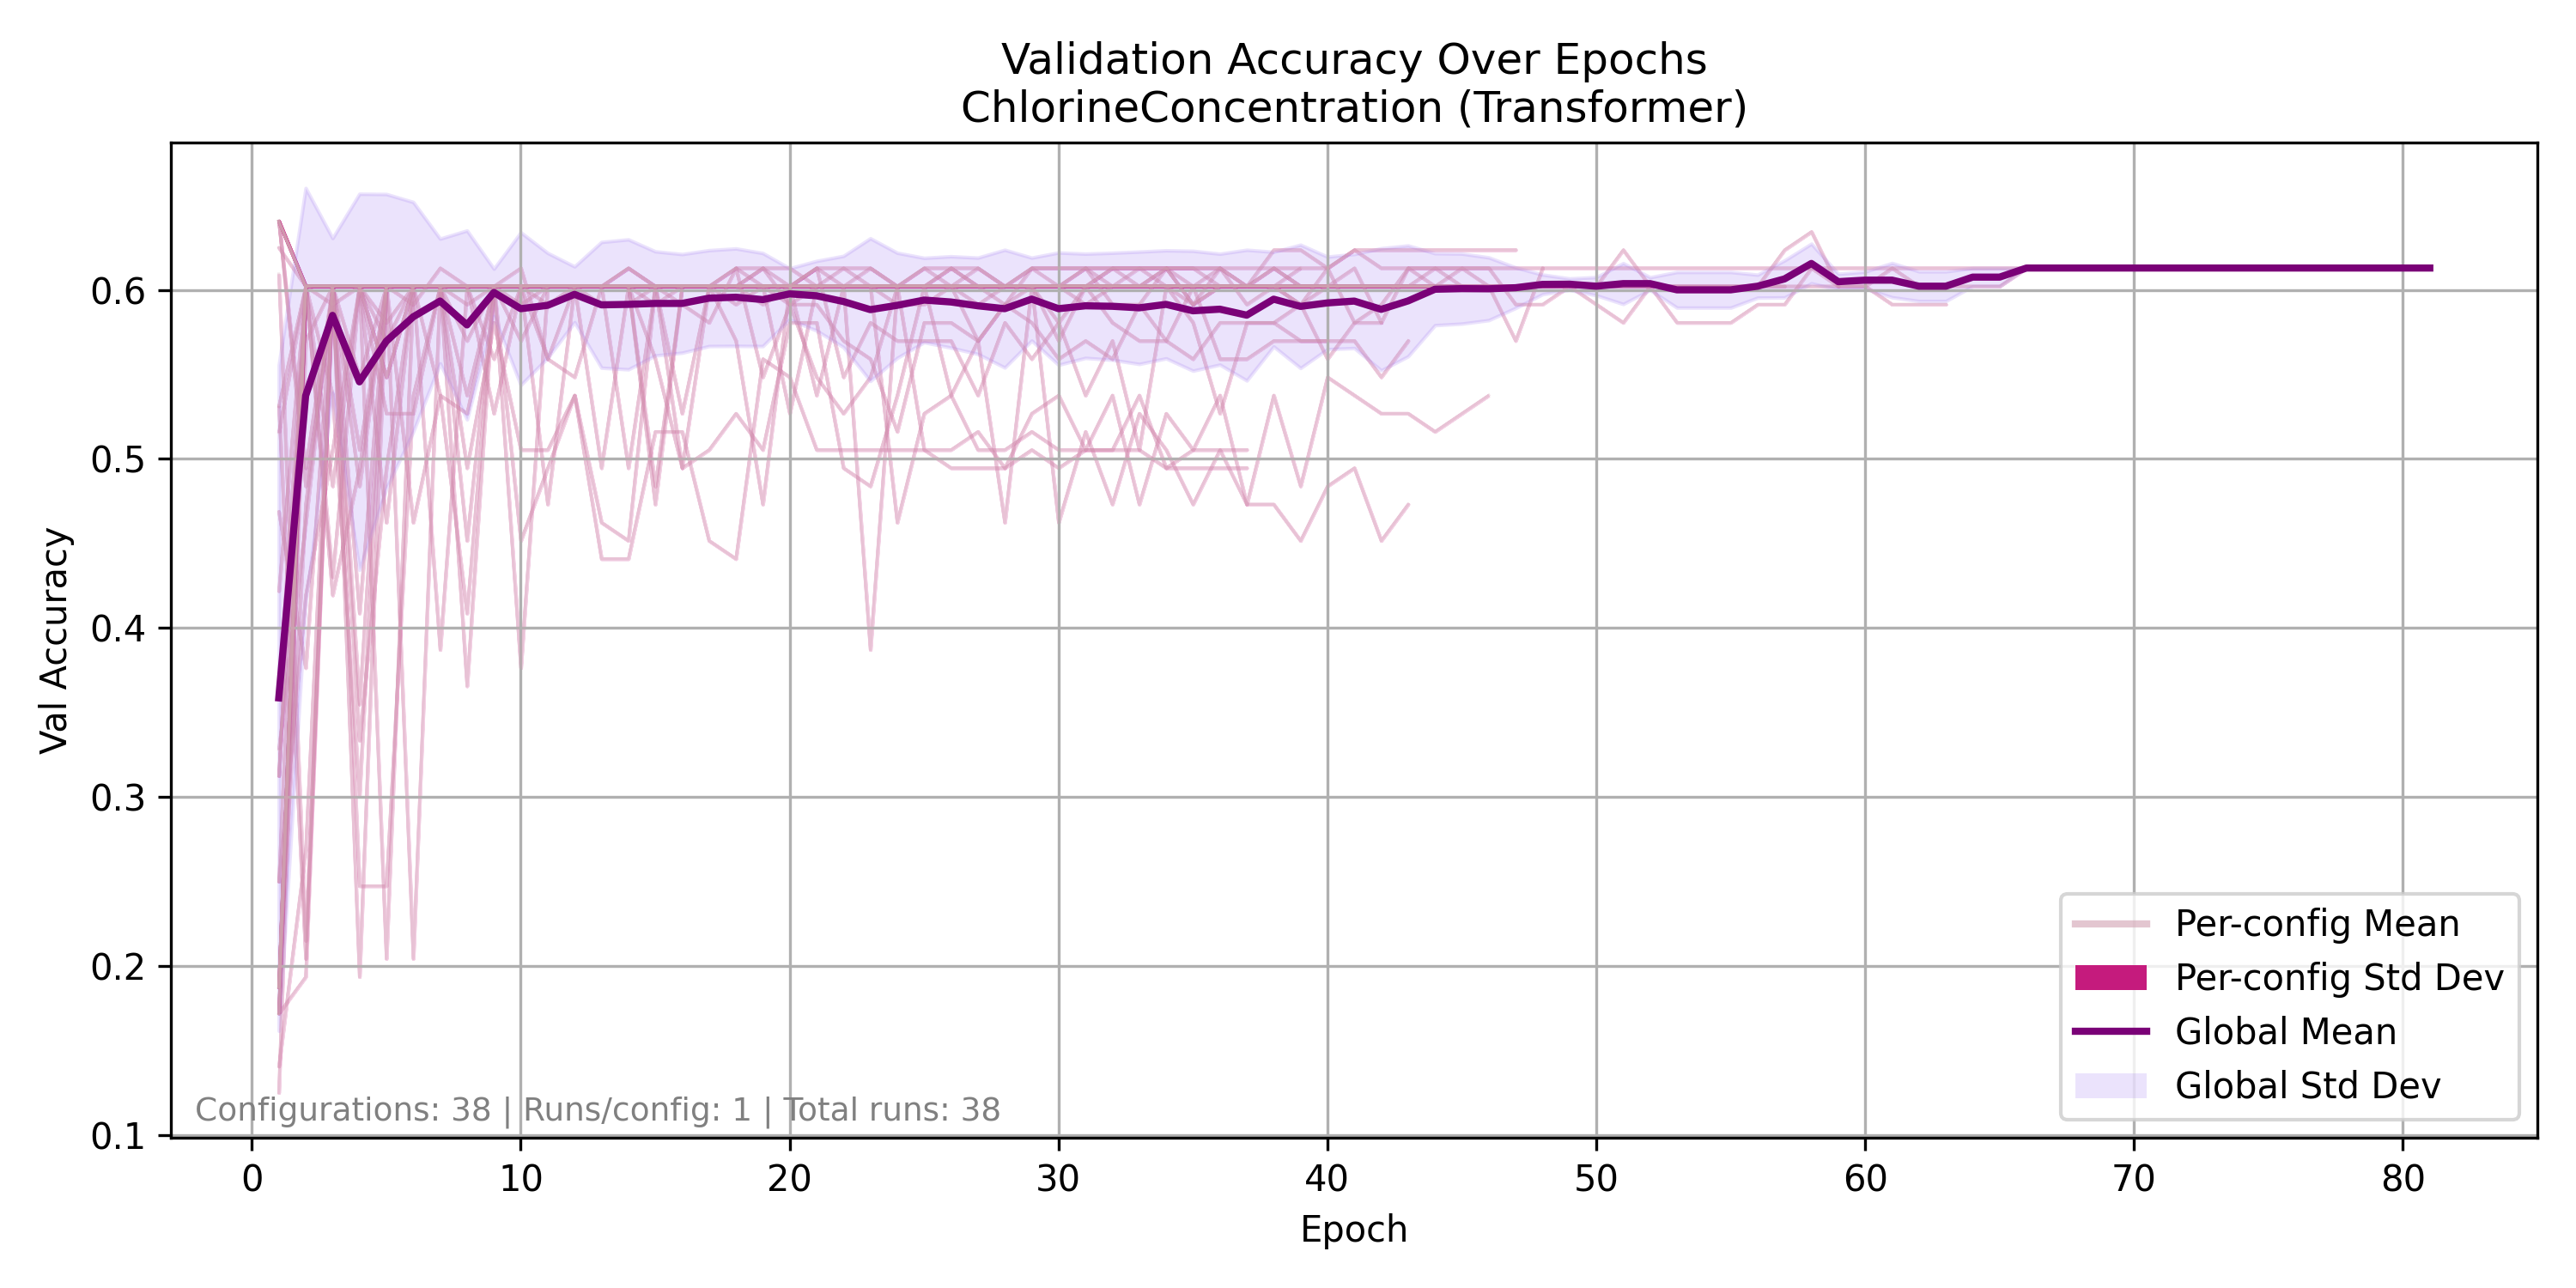 Validation Accuracy Over Epochs
ChlorineConcentration (Transformer)
Val Accuracy
0.6
0.5
0.4
0.3
0.2
0.1
Per-config Mean
Per-config Std Dev
Global Mean
Global Std Dev
Configurations: 38 | Runs/config: 1 | Total runs: 38
0 10 20 30 40 50 60 70 80
Epoch